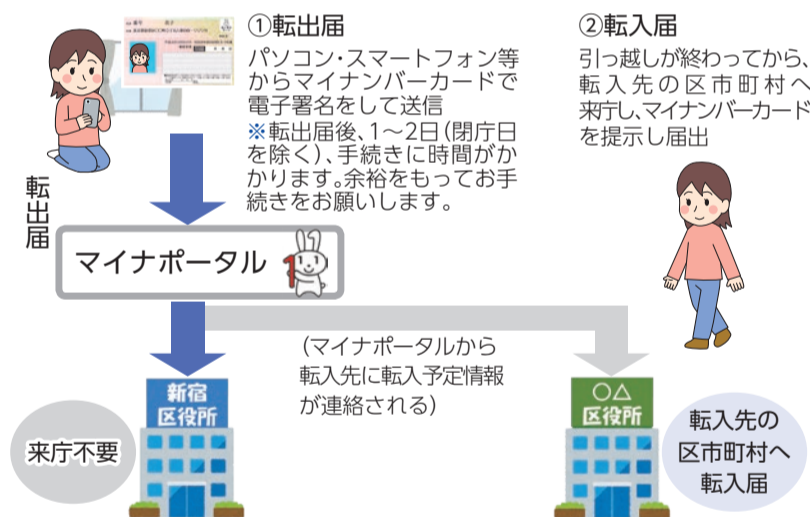 ①転出届
パソコン・スマートフォン等
からマイナンバーカードで
電子署名をして送信
※転出届後、1～2日(閉庁日
を除く)、手続きに時間がか
かります。余裕をもってお手
続きをお願いします。
②転入届
引っ越しが終わってから、
転入先の区市町村へ
来庁し、マイナンバーカード
を提示し届出
転出届
マイナポータル
(マイナポータルから
転入先に転入予定情報
が連絡される)
新宿
区役所
来庁不要
○△
区役所
転入先の
区市町村へ
転入届